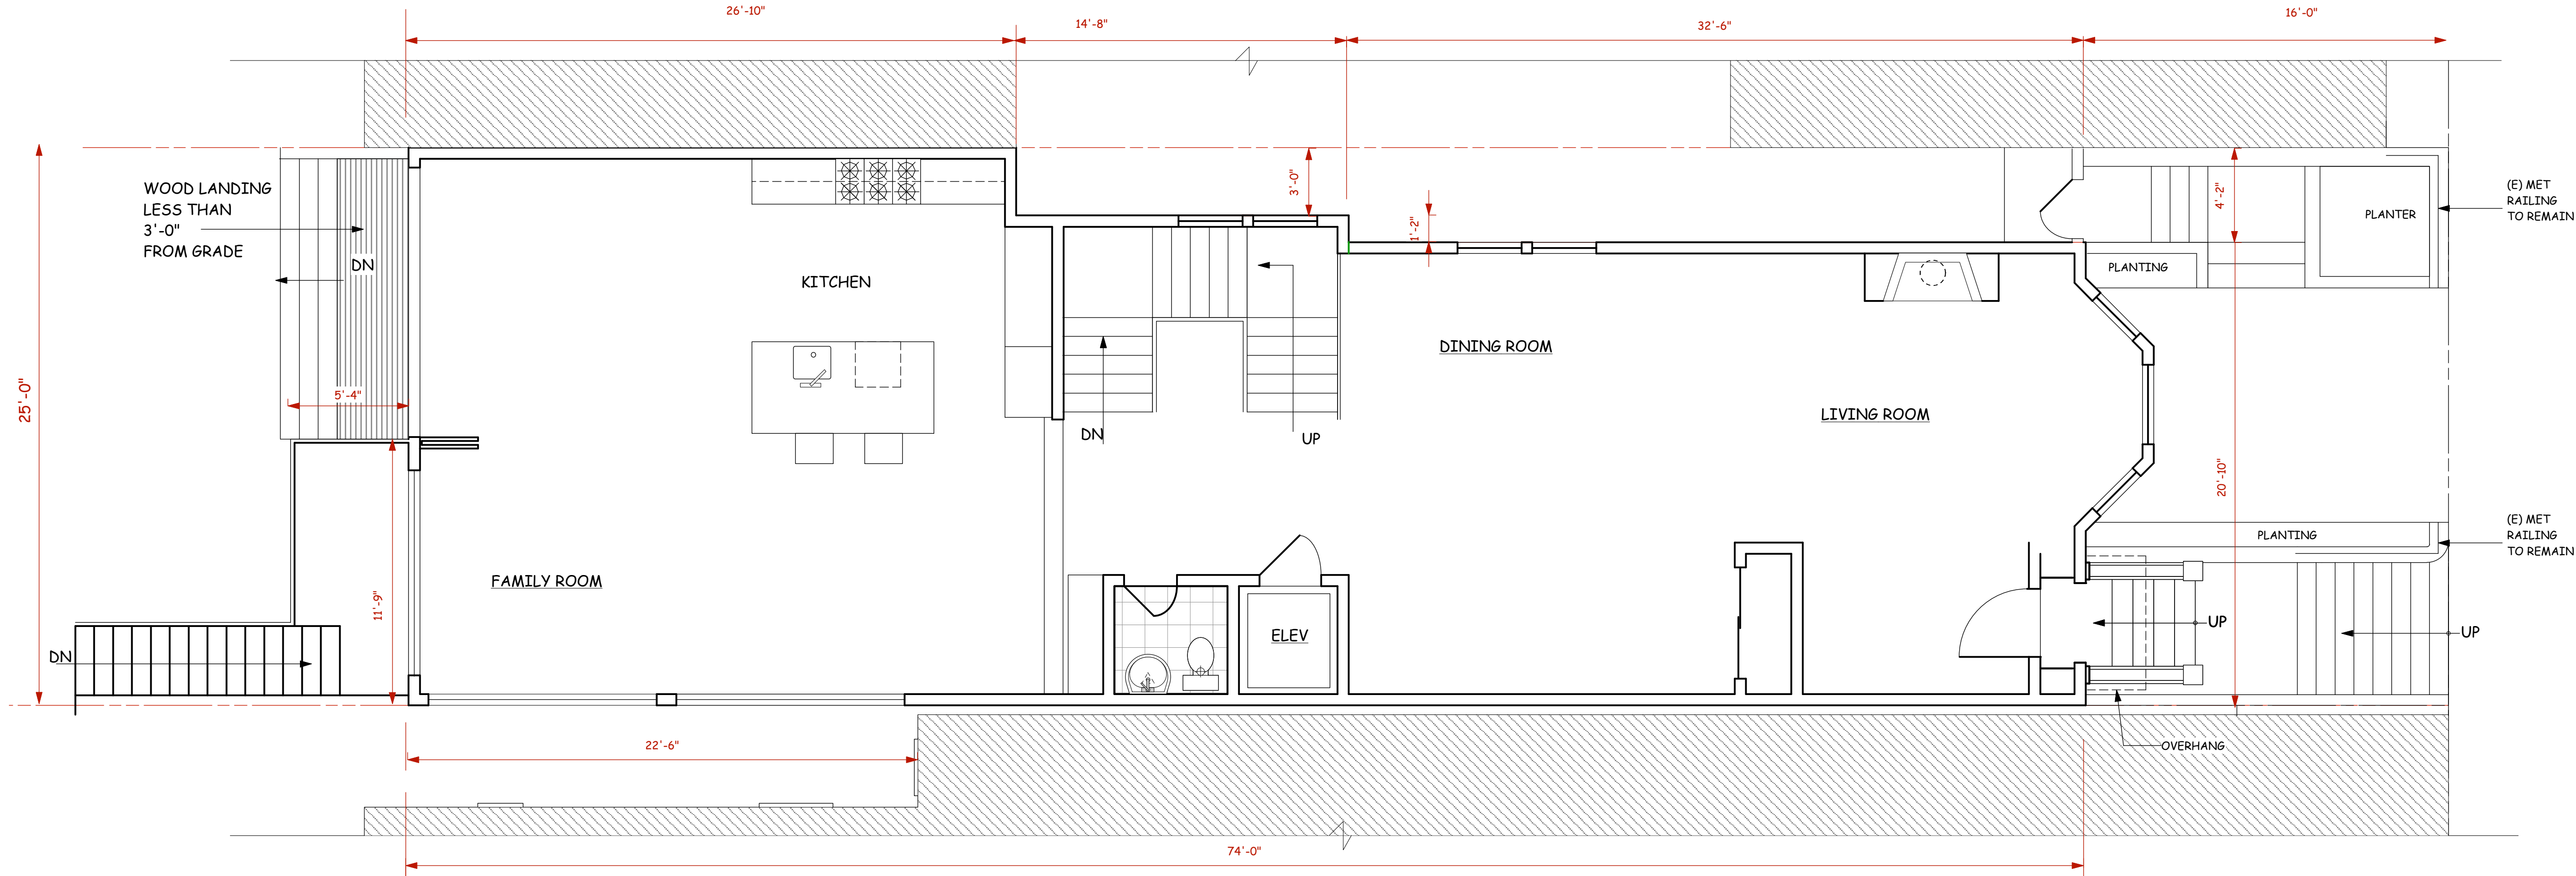 26'-10"
14'-8"
32'-6"
16'-0"
WOOD LANDING
LESS THAN
3'-0"
FROM GRADE
DN
5'-4"
25'-0"
11'-9"
DN
KITCHEN
FAMILY ROOM
22'-6"
3'-0"
1'-2"
DN
UP
DINING ROOM
LIVING ROOM
ELEV
4'-2"
PLANTER
PLANTING
(E) MET
RAILING
TO REMAIN
20'-10"
PLANTING
(E) MET
RAILING
TO REMAIN
UP
UP
OVERHANG
74'-0"